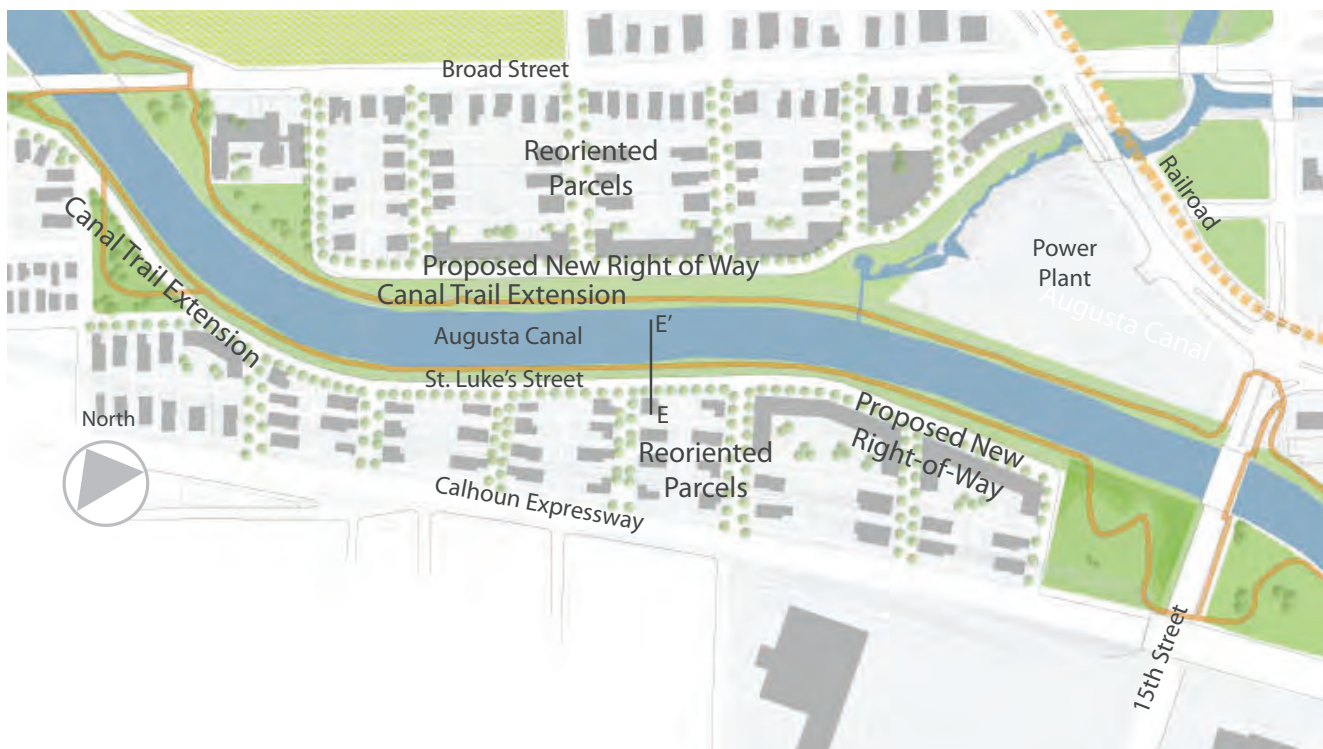 Broad Street
Reoriented
Parcels
Railroad
Power
Plant
Canal Trail Extension
Proposed New Right of Way
Canal Trail Extension
Augusta Canal
Augusta Canal
E'
St. Luke's Street
E
North
Proposed New
Right-of-Way
Reoriented
Parcels
Calhoun Expressway
15th Street